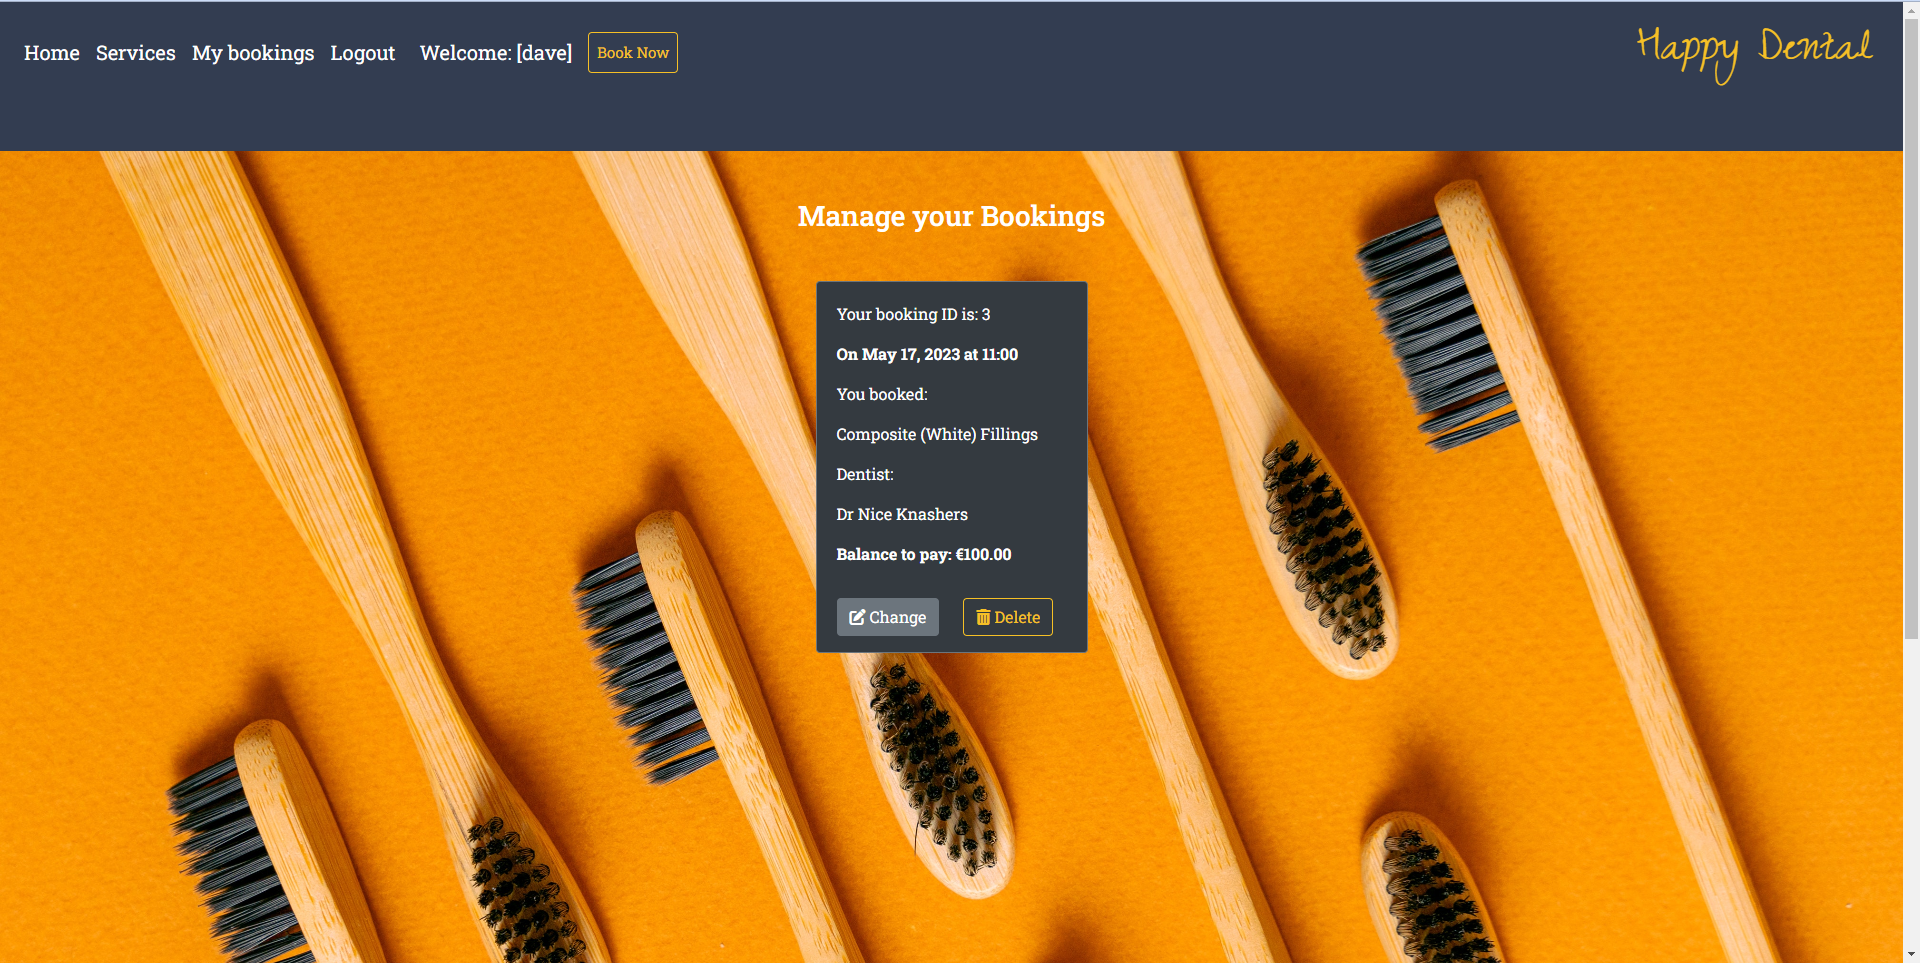 Home Services My bookings Logout Welcome: [dave] Book Now
Happy Dental
Manage your Bookings
Your booking ID is: 3
On May 17, 2023 at 11:00
You booked:
Composite (White) Fillings
Dentist:
Dr Nice Knashers
Balance to pay: €100.00
Change Delete